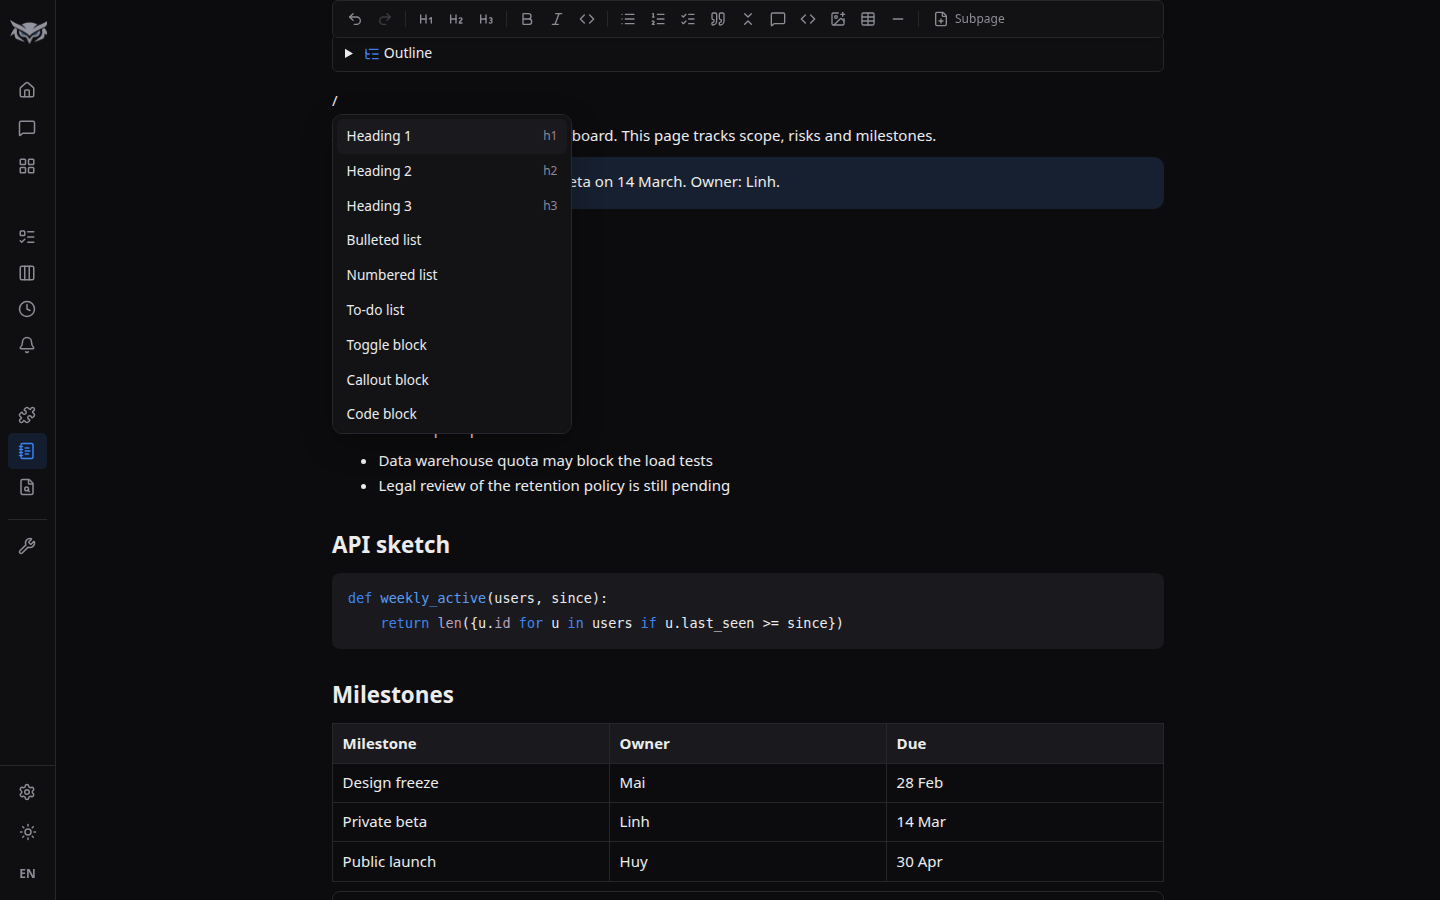 H1 H2 H3 Subpage
Outline
/
Heading 1 h1
board. This page tracks scope, risks and milestones.
Heading 2 h2
eta on 14 March. Owner: Linh.
Heading 3 h3
Bulleted list
Numbered list
To-do list
Toggle block
Callout block
Code block
Data warehouse quota may block the load tests
Legal review of the retention policy is still pending
API sketch
def weekly_active(users, since):
return len({u.id for u in users if u.last_seen >= since})
Milestones
Milestone Owner Due
Design freeze Mai 28 Feb
Private beta Linh 14 Mar
Public launch Huy 30 Apr
EN